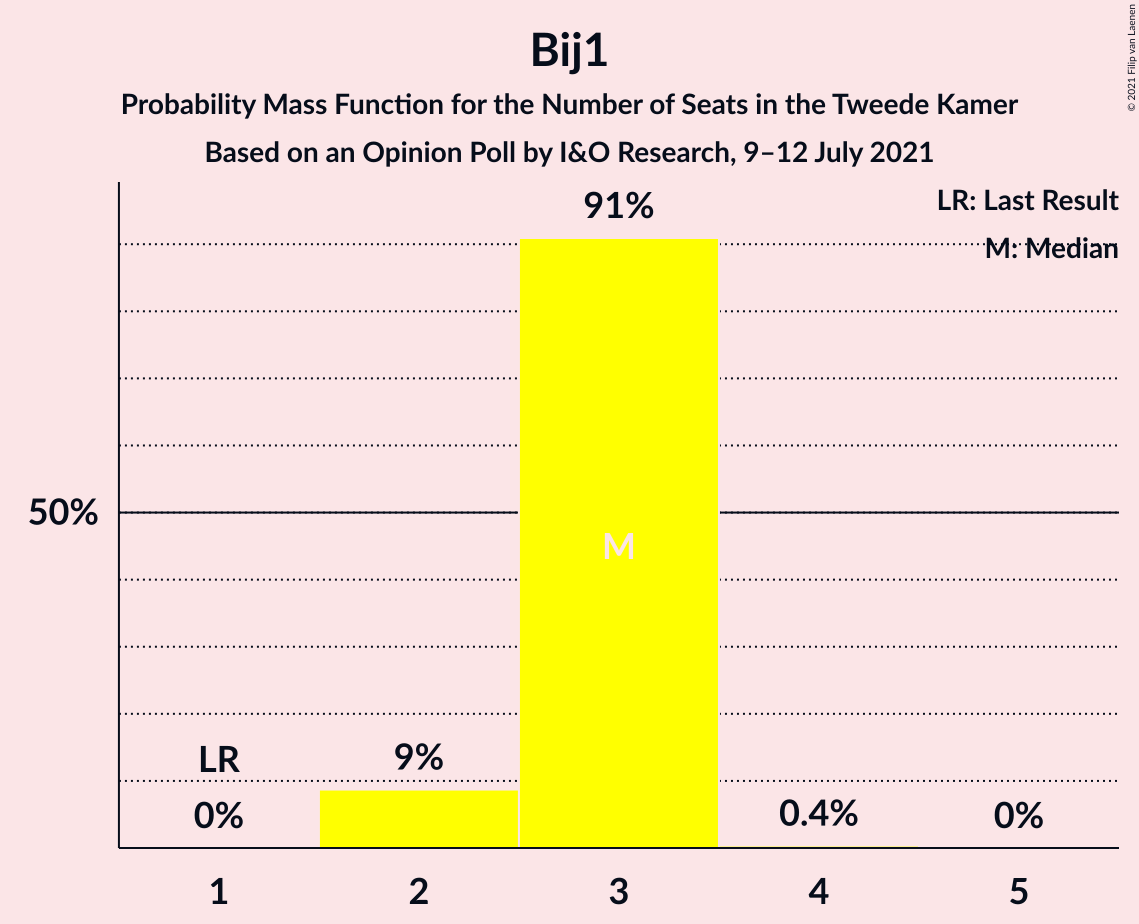 Bij1
Probability Mass Function for the Number of Seats in the Tweede Kamer
Based on an Opinion Poll by I&O Research, 9–12 July 2021
© 2021 Filip van Laenen
LR: Last Result
M: Median
91%
50%
M
LR
9%
0%
0.4%
0%
1 2 3 4 5